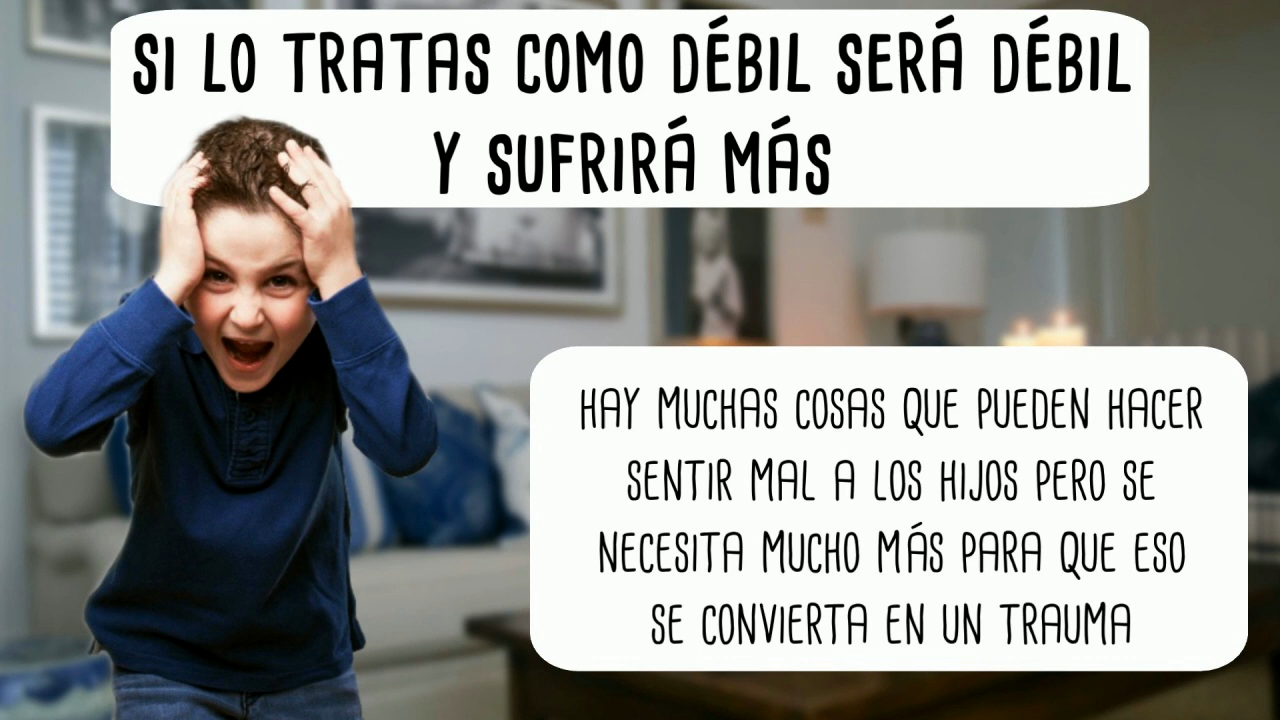 SI LO TRATAS COMO DÉBIL SERÁ DÉBIL
Y SUFRIRÁ MÁS
HAY MUCHAS COSAS QUE PUEDEN HACER
SENTIR MAL A LOS HIJOS PERO SE
NECESITA MUCHO MÁS PARA QUE ESO
SE CONVIERTA EN UN TRAUMA